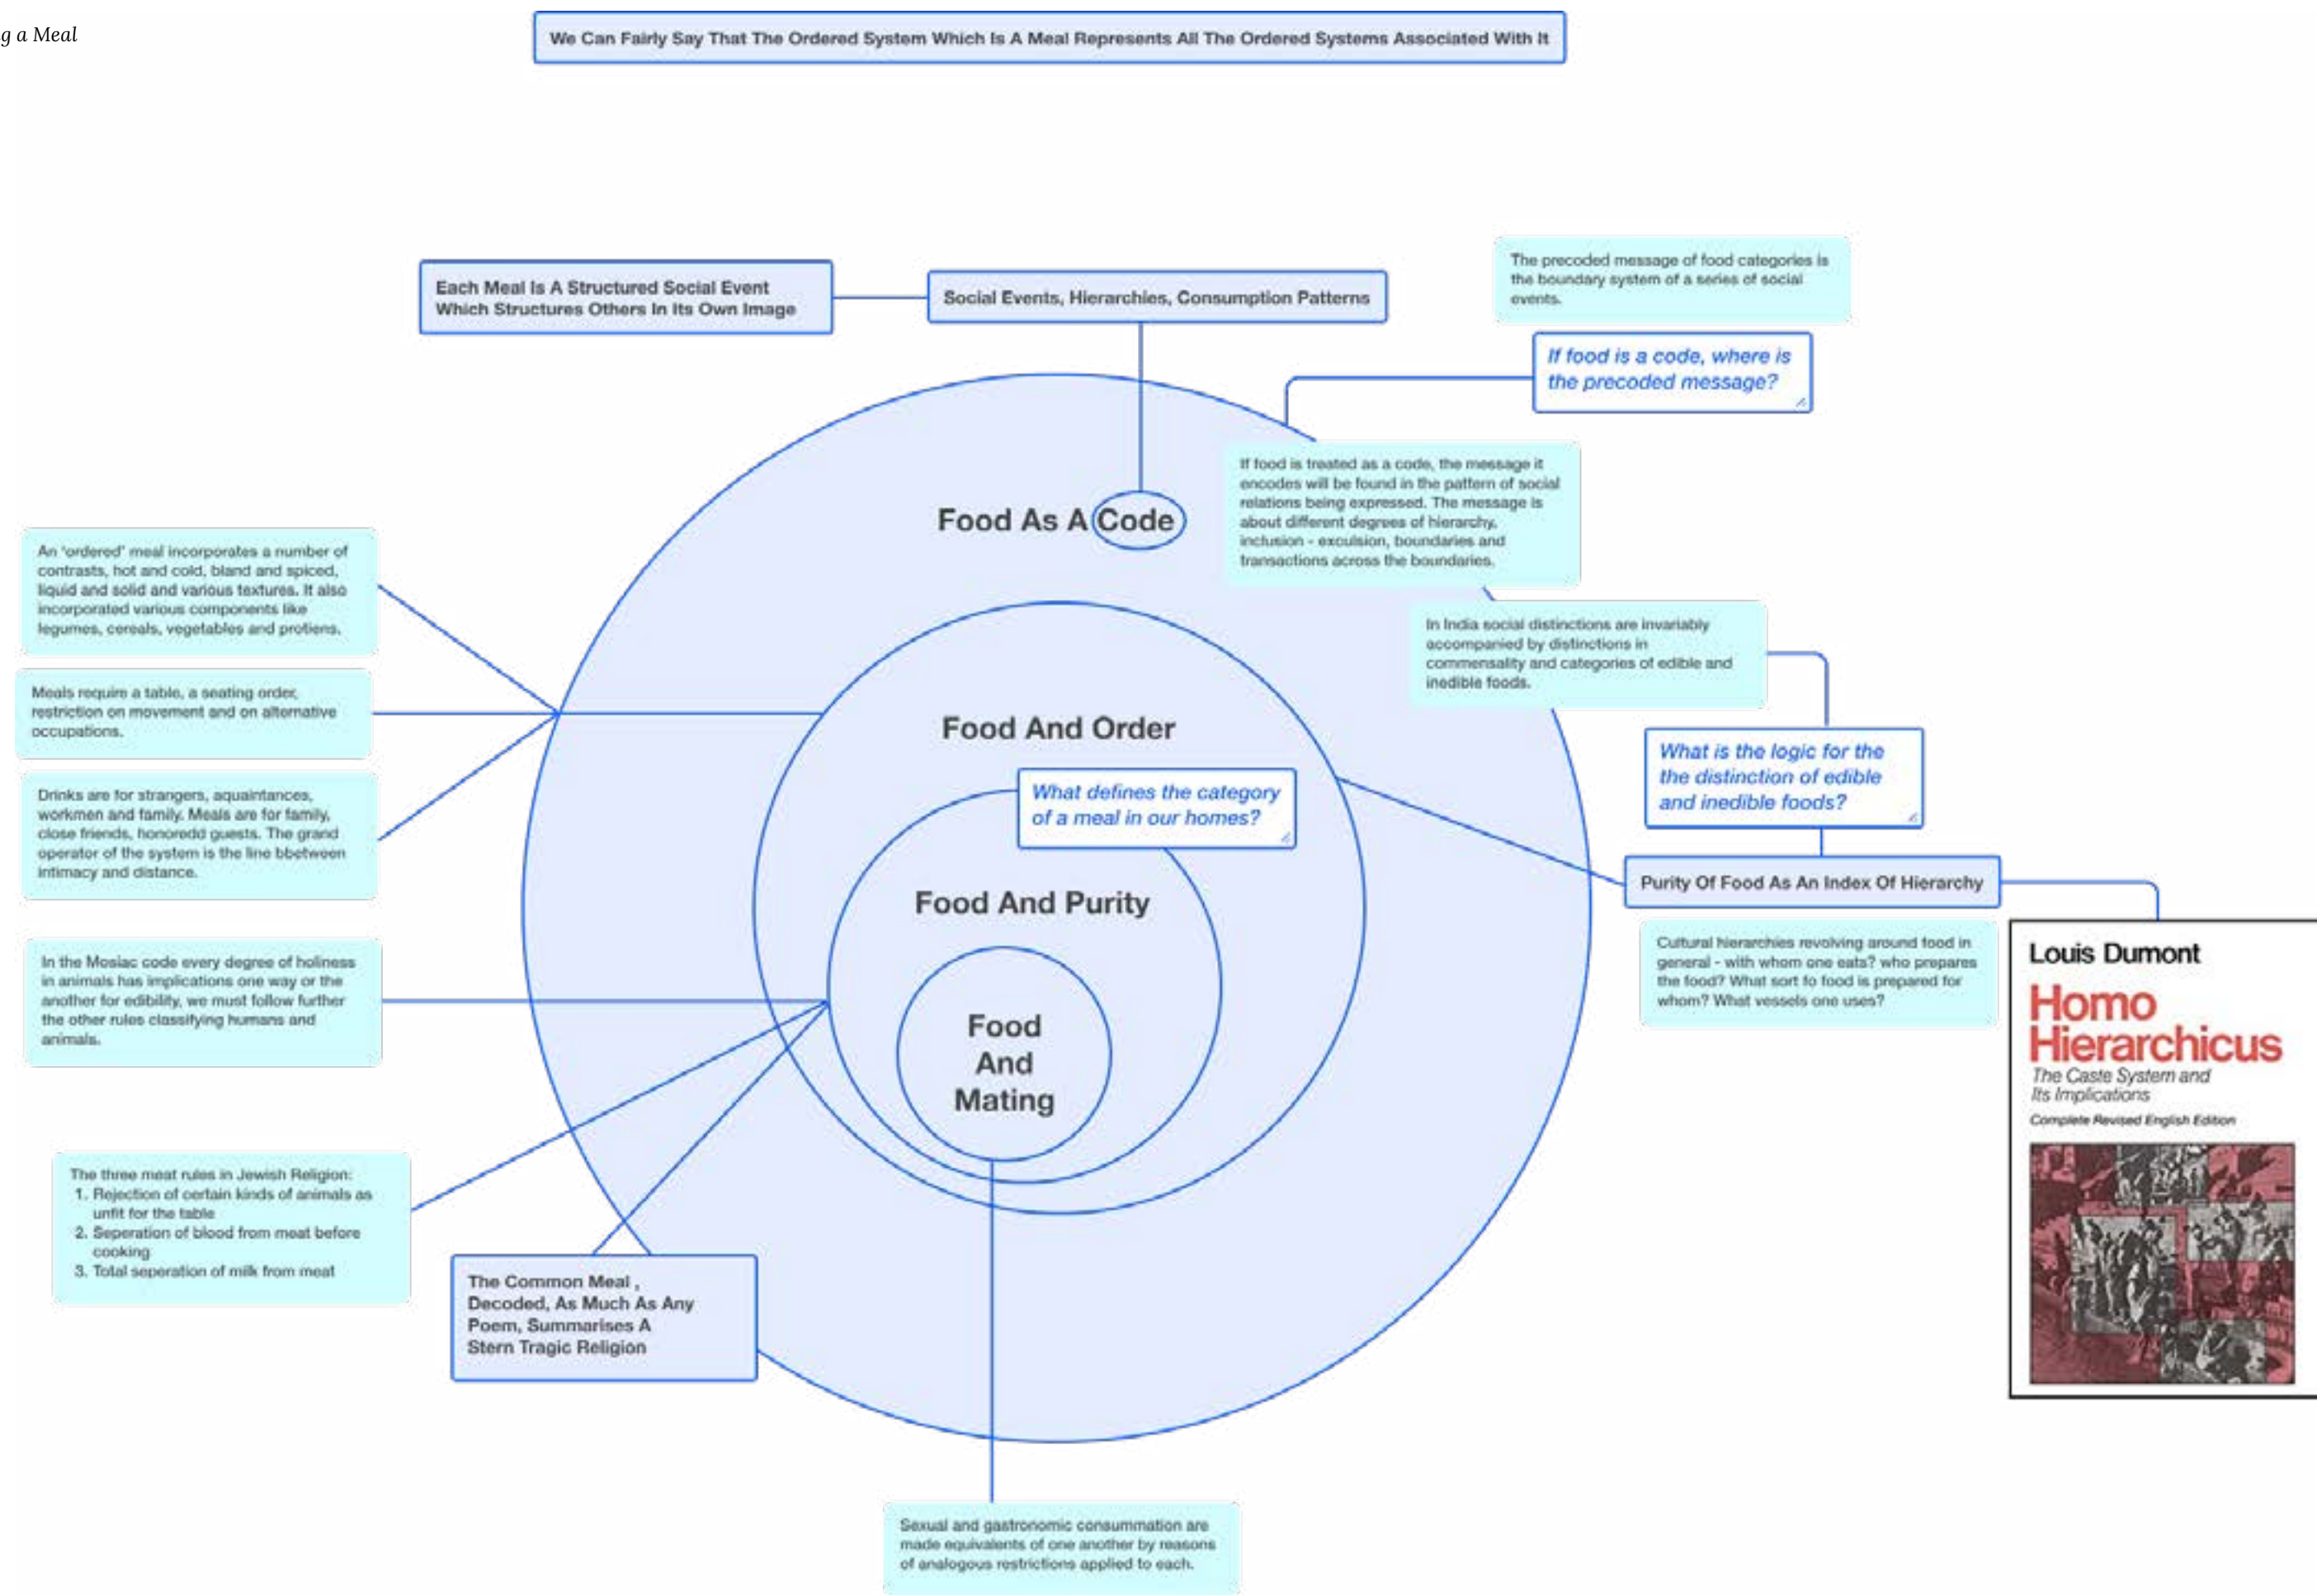 g a Meal
We Can Fairly Say That The Ordered System Which Is A Meal Represents All The Ordered Systems Associated With It
Each Meal Is A Structured Social Event
Which Structures Others In Its Own Image
Social Events, Hierarchies, Consumption Patterns
The precoded message of food categories is
the boundary system of a series of social
events.
If food is a code, where is
the precoded message?
Food As A Code
If food is treated as a code, the message it
encodes will be found in the pattern of social
relations being expressed. The message is
about different degrees of hierarchy,
inclusion - exculsion, boundaries and
transactions across the boundaries.
An 'ordered' meal incorporates a number of
contrasts, hot and cold, bland and spiced,
liquid and solid and various textures. It also
incorporated various components like
legumes, cereals, vegetables and protiens.
Meals require a table, a seating order,
restriction on movement and on alternative
occupations.
Drinks are for strangers, aquaintances,
workmen and family. Meals are for family,
close friends, honoredd guests. The grand
operator of the system is the line bbetween
intimacy and distance.
In India social distinctions are invariably
accompanied by distinctions in
commensality and categories of edible and
inedible foods.
Food And Order
What defines the category
of a meal in our homes?
What is the logic for the
the distinction of edible
and inedible foods?
Purity Of Food As An Index Of Hierarchy
Cultural hierarchies revolving around food in
general - with whom one eats? who prepares
the food? What sort fo food is prepared for
whom? What vessels one uses?
Louis Dumont
Homo
Hierarchicus
The Caste System and
Its Implications
Complete Revised English Edition
Food And Purity
In the Mosiac code every degree of holiness
in animals has implications one way or the
another for edibility, we must follow further
the other rules classifying humans and
animals.
Food
And
Mating
The three meat rules in Jewish Religion:
1. Rejection of certain kinds of animals as
unfit for the table
2. Seperation of blood from meat before
cooking
3. Total seperation of milk from meat
The Common Meal ,
Decoded, As Much As Any
Poem, Summarises A
Stern Tragic Religion
Sexual and gastronomic consummation are
made equivalents of one another by reasons
of analogous restrictions applied to each.